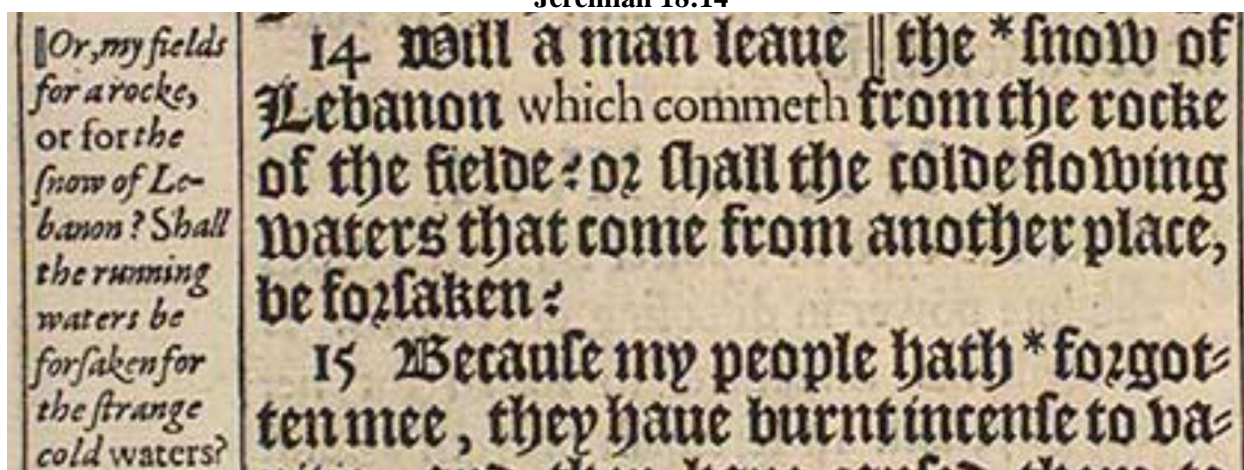 Jeremiah 18:14
‖Or, my fields
for a rocke,
or for the
ſnow of Le-
banon? Shall
the running
waters be
forſaken for
the ſtrange
cold waters?
14 Will a man leaue ‖ the * ſnow of
Lebanon which commeth from the rocke
of the fielde? or ſhall the colde flowing
waters that come from another place,
be forſaken?
15 Becauſe my people hath * forgot-
ten mee, they haue burnt incenſe to va-